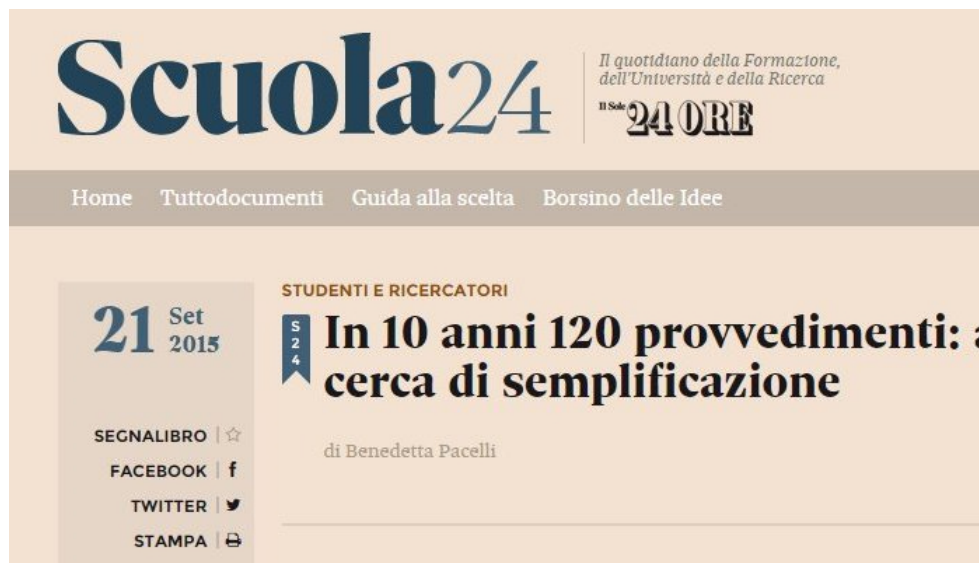 Scuola24
Il quotidiano della Formazione,
dell'Università e della Ricerca
Il Sole 24 ORE
Home Tuttodocumenti Guida alla scelta Borsino delle Idee
21 Set
2015
SEGNALIBRO
FACEBOOK
TWITTER
STAMPA
STUDENTI E RICERCATORI
S24
In 10 anni 120 provvedimenti: a
cerca di semplificazione
di Benedetta Pacelli